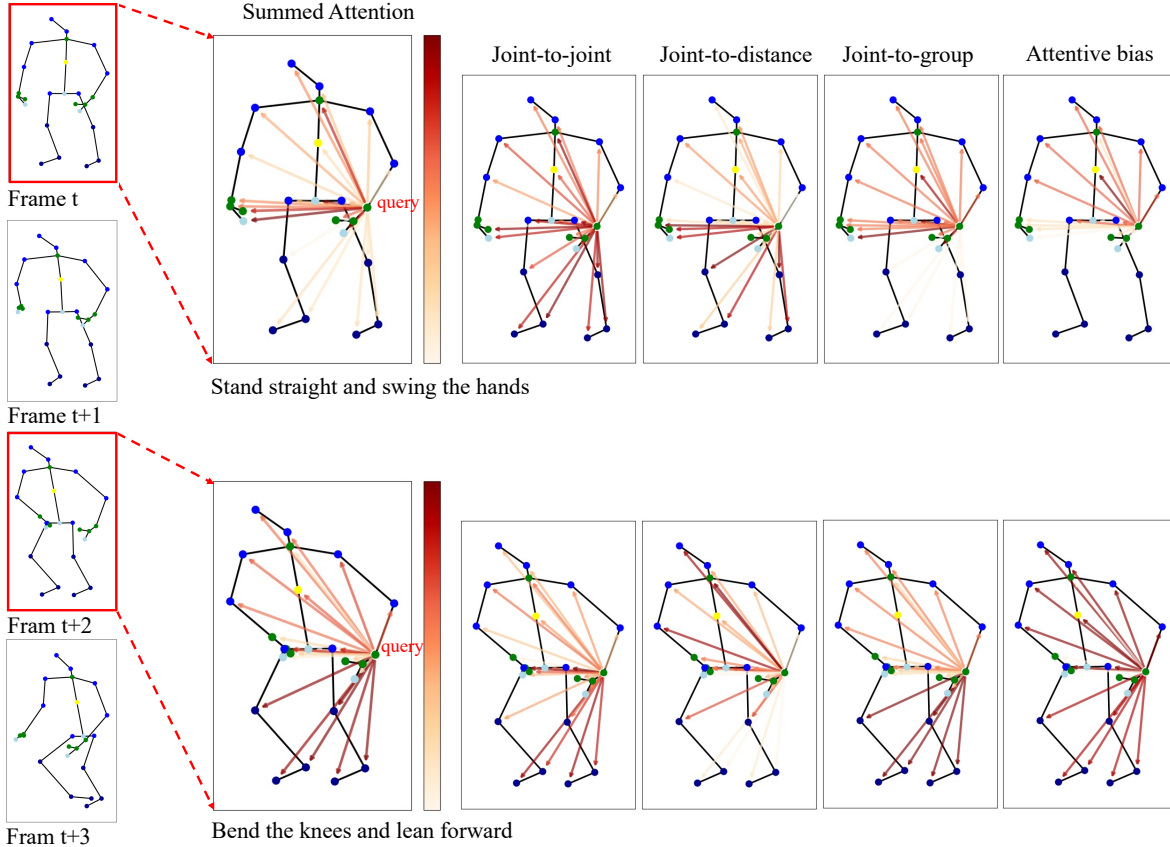 Summed Attention
Joint-to-joint
Joint-to-distance
Joint-to-group
Attentive bias
query
Frame t
Stand straight and swing the hands
Frame t+1
query
Fram t+2
Bend the knees and lean forward
Fram t+3